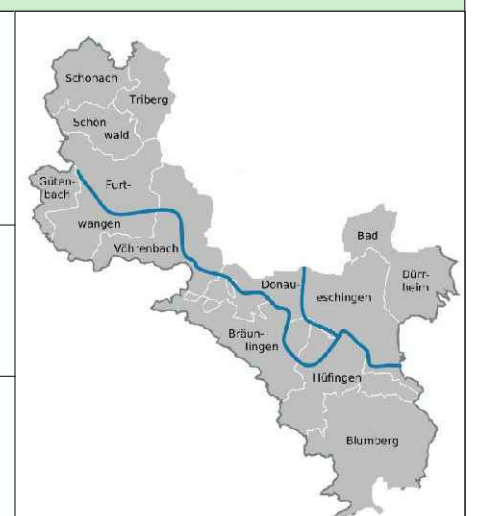 Schonach
Triberg
Schön
wald
Güten-
bach
Furt-
wangen
Vöhrenbach
Bad
Dürr-
heim
Donau-
eschingen
Bräun-
lingen
Hüfingen
Blumberg